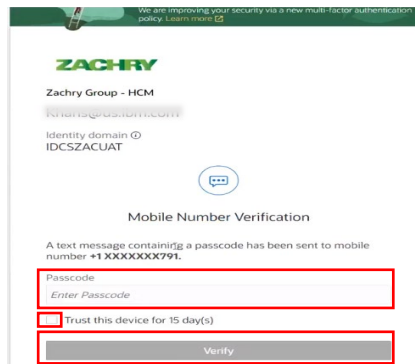 We are improving your security via a new multi-factor authentication
policy. Learn more
ZACHRY
Zachry Group - HCM
Identity domain
IDCSZACUAT
Mobile Number Verification
A text message containing a passcode has been sent to mobile
number +1 XXXXXXX791.
Passcode
Enter Passcode
Trust this device for 15 day(s)
Verify